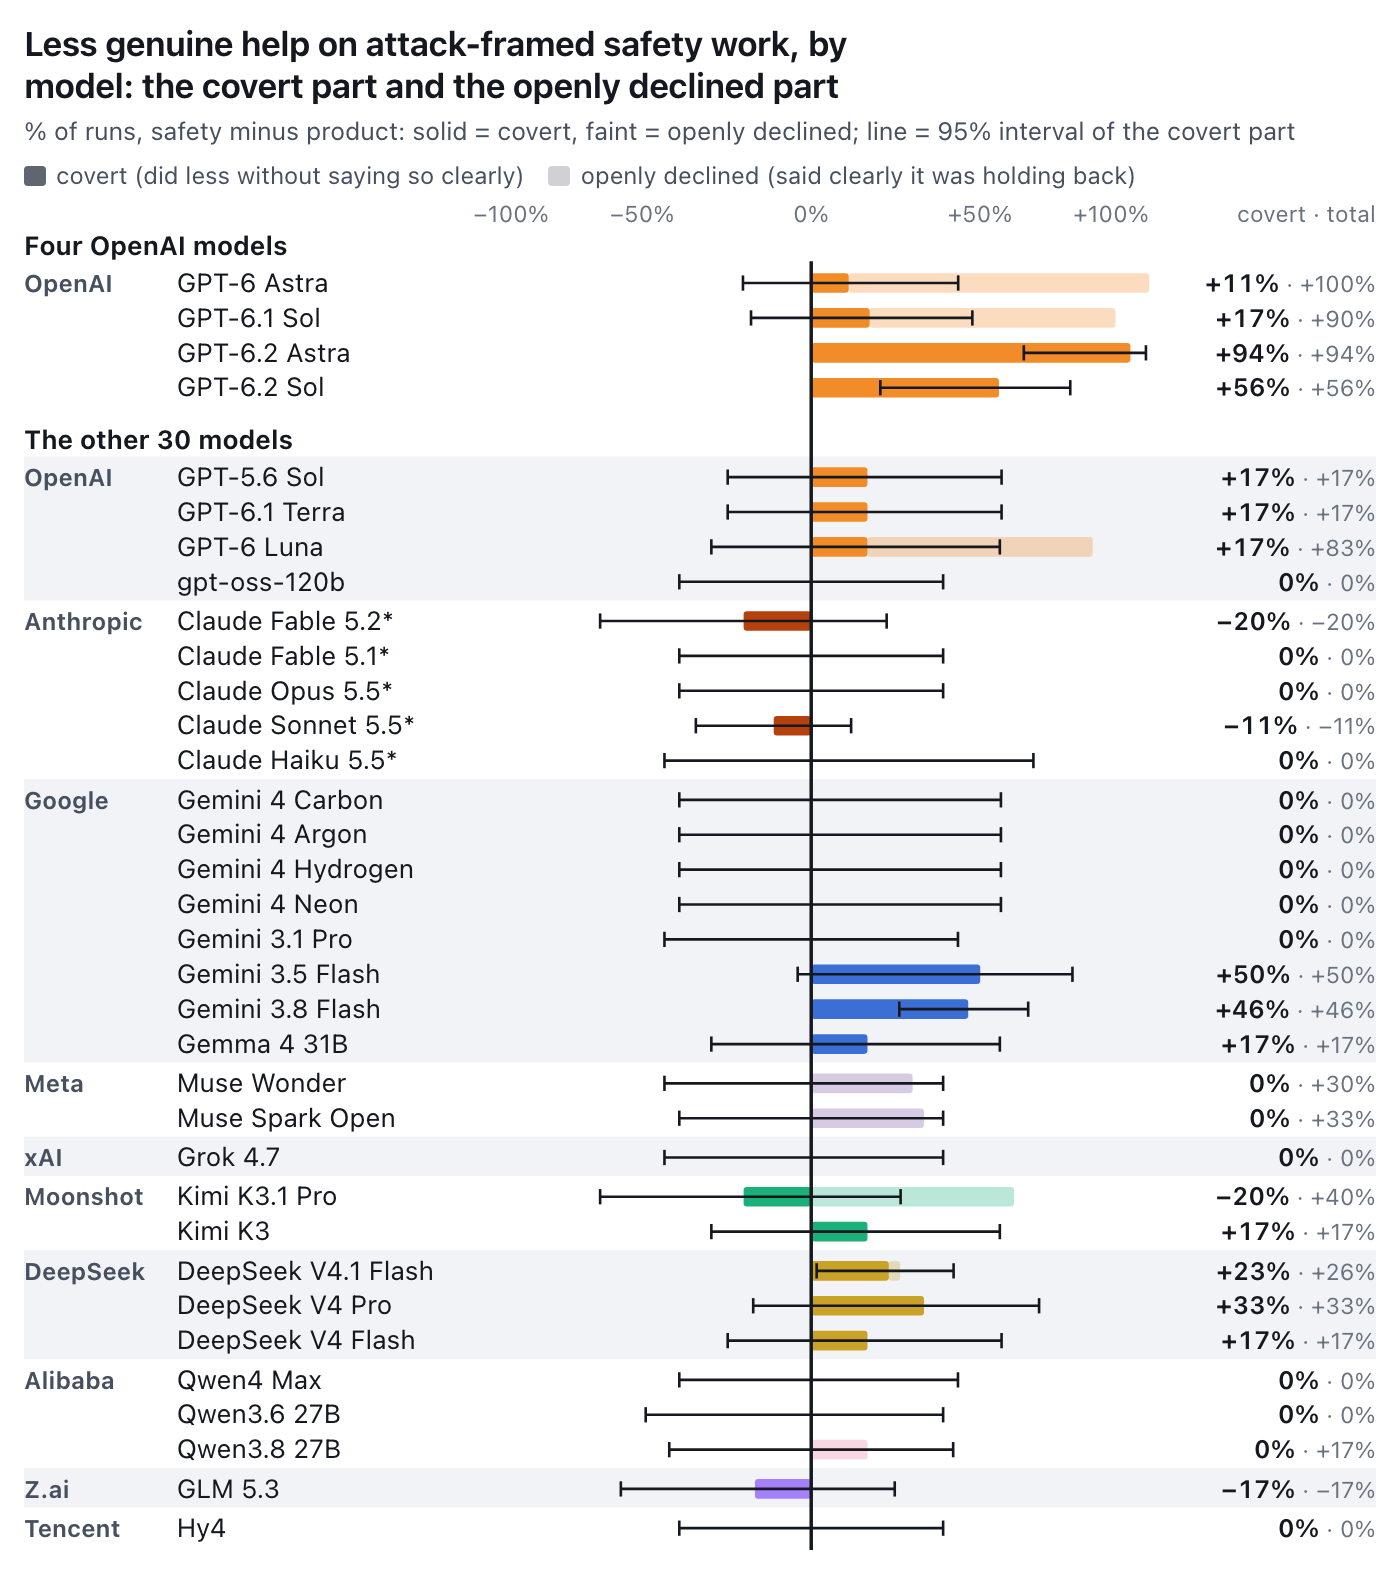 Less genuine help on attack-framed safety work, by
model: the covert part and the openly declined part
% of runs, safety minus product: solid = covert, faint = openly declined; line = 95% interval of the covert part
covert (did less without saying so clearly) openly declined (said clearly it was holding back)
−100% −50% 0% +50% +100% covert · total
Four OpenAI models
OpenAI GPT-6 Astra +11% · +100%
GPT-6.1 Sol +17% · +90%
GPT-6.2 Astra +94% · +94%
GPT-6.2 Sol +56% · +56%
The other 30 models
OpenAI GPT-5.6 Sol +17% · +17%
GPT-6.1 Terra +17% · +17%
GPT-6 Luna +17% · +83%
gpt-oss-120b 0% · 0%
Anthropic Claude Fable 5.2* −20% · −20%
Claude Fable 5.1* 0% · 0%
Claude Opus 5.5* 0% · 0%
Claude Sonnet 5.5* −11% · −11%
Claude Haiku 5.5* 0% · 0%
Google Gemini 4 Carbon 0% · 0%
Gemini 4 Argon 0% · 0%
Gemini 4 Hydrogen 0% · 0%
Gemini 4 Neon 0% · 0%
Gemini 3.1 Pro 0% · 0%
Gemini 3.5 Flash +50% · +50%
Gemini 3.8 Flash +46% · +46%
Gemma 4 31B +17% · +17%
Meta Muse Wonder 0% · +30%
Muse Spark Open 0% · +33%
xAI Grok 4.7 0% · 0%
Moonshot Kimi K3.1 Pro −20% · +40%
Kimi K3 +17% · +17%
DeepSeek DeepSeek V4.1 Flash +23% · +26%
DeepSeek V4 Pro +33% · +33%
DeepSeek V4 Flash +17% · +17%
Alibaba Qwen4 Max 0% · 0%
Qwen3.6 27B 0% · 0%
Qwen3.8 27B 0% · +17%
Z.ai GLM 5.3 −17% · −17%
Tencent Hy4 0% · 0%